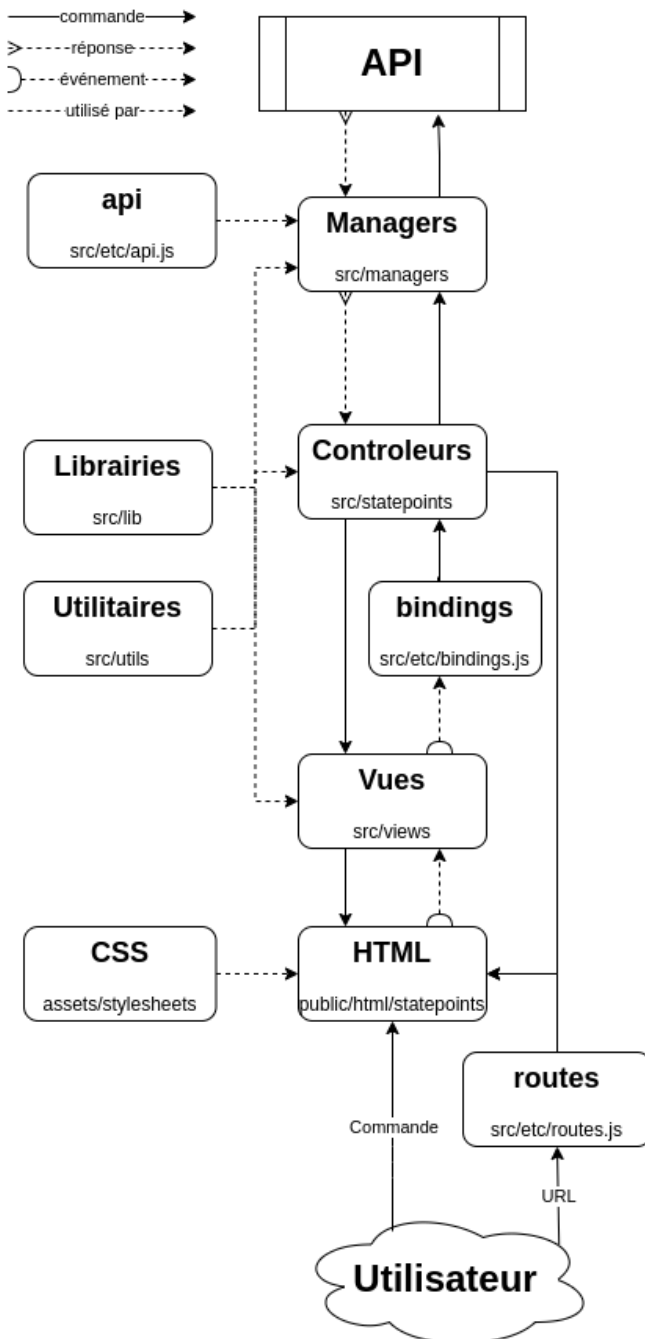 commande
réponse
événement
utilisé par
API
api
src/etc/api.js
Managers
src/managers
Librairies
src/lib
Controleurs
src/statepoints
Utilitaires
src/utils
bindings
src/etc/bindings.js
Vues
src/views
CSS
assets/stylesheets
HTML
public/html/statepoints
routes
src/etc/routes.js
Commande
URL
Utilisateur